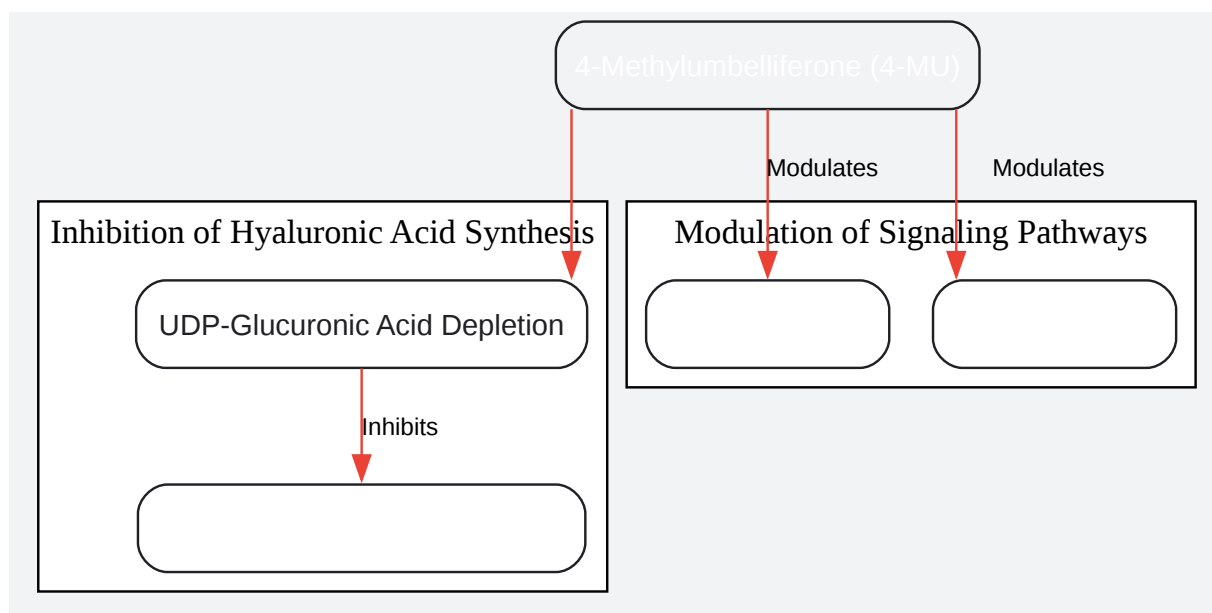 4-Methylumbelliferone (4-MU)
Modulates
Modulates
Inhibition of Hyaluronic Acid Synthesis
Modulation of Signaling Pathways
UDP-Glucuronic Acid Depletion
Inhibits